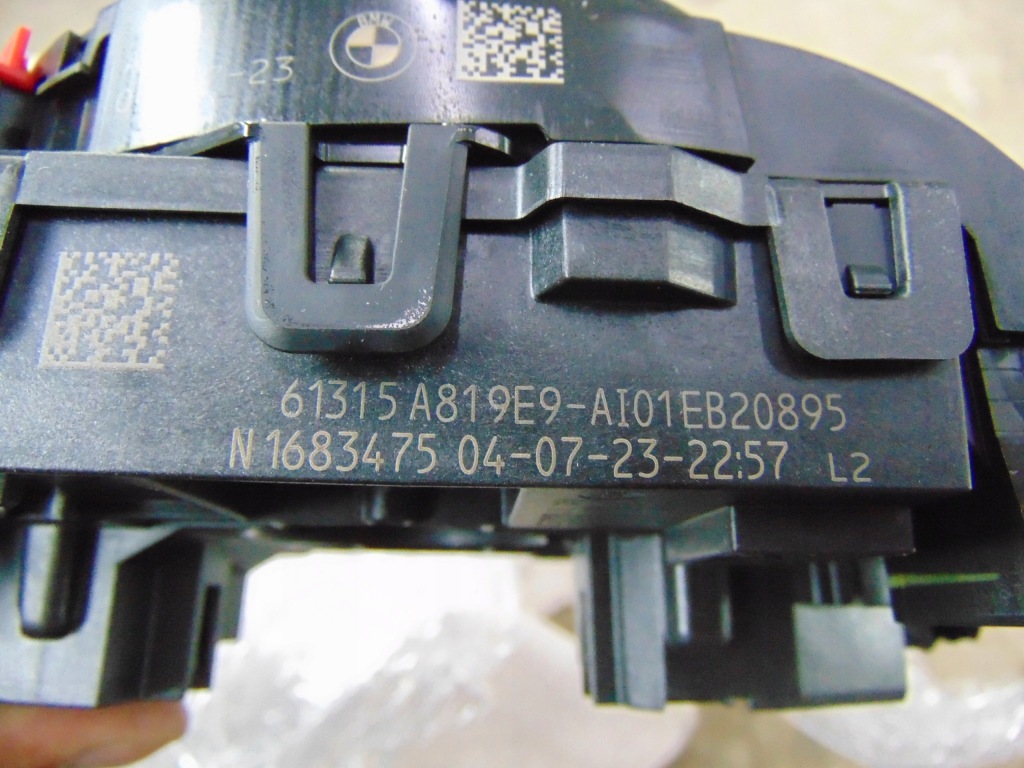 BMW
-23
61315 A819E9-AI01EB20895
N 1683475 04-07-23-22:57 L2